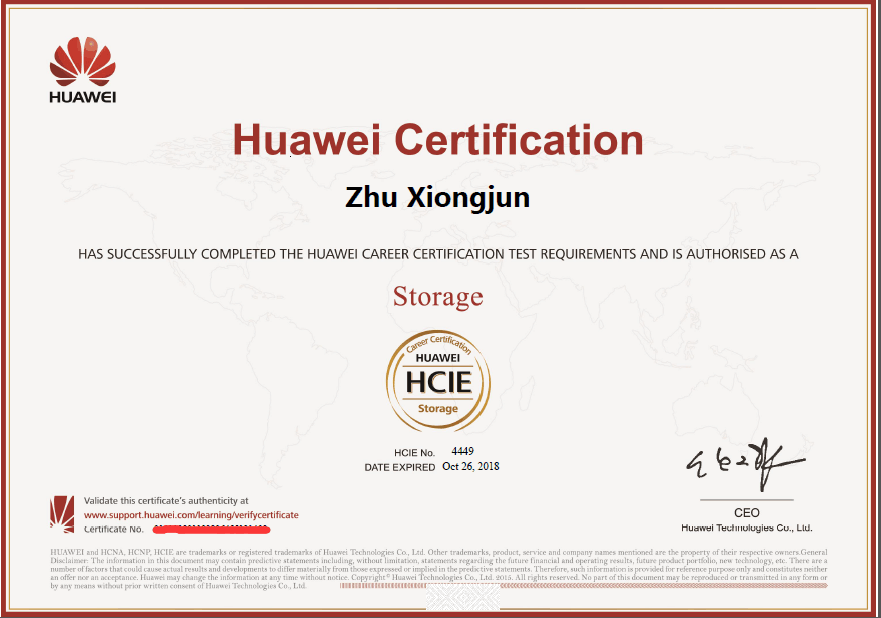 HUAWEI
Huawei Certification
Zhu Xiongjun
HAS SUCCESSFULLY COMPLETED THE HUAWEI CAREER CERTIFICATION TEST REQUIREMENTS AND IS AUTHORISED AS A
Storage
Career Certification
HUAWEI
HCIE
Storage
HCIE No. 4449
DATE EXPIRED Oct 26, 2018
Validate this certificate's authenticity at
www.support.huawei.com/learning/verifycertificate
Certificate No.
CEO
Huawei Technologies Co., Ltd.
HUAWEI and HCNA, HCNP, HCIE are trademarks or registered trademarks of Huawei Technologies Co., Ltd. Other trademarks, product, service and company names mentioned are the property of their respective owners.General
Disclaimer: The information in this document may contain predictive statements including, without limitation, statements regarding the future financial and operating results, future product portfolio, new technology, etc. There are a
number of factors that could cause actual results and developments to differ materially from those expressed or implied in the predictive statements. Therefore, such information is provided for reference purpose only and constitutes neither
an offer nor an acceptance. Huawei may change the information at any time without notice. Copyright© Huawei Technologies Co., Ltd. 2015. All rights reserved. No part of this document may be reproduced or transmitted in any form or
by any means without prior written consent of Huawei Technologies Co., Ltd.